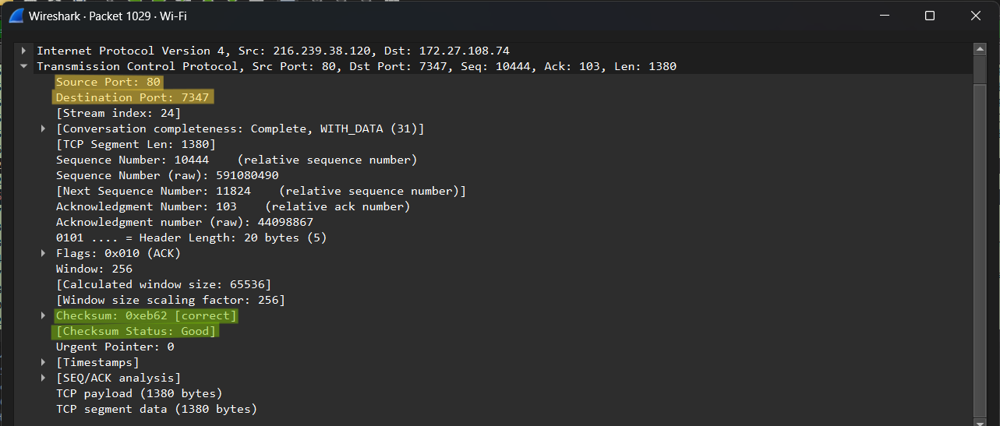 Wireshark · Packet 1029 · Wi-Fi
Internet Protocol Version 4, Src: 216.239.38.120, Dst: 172.27.108.74
Transmission Control Protocol, Src Port: 80, Dst Port: 7347, Seq: 10444, Ack: 103, Len: 1380
Source Port: 80
Destination Port: 7347
[Stream index: 24]
[Conversation completeness: Complete, WITH_DATA (31)]
[TCP Segment Len: 1380]
Sequence Number: 10444    (relative sequence number)
Sequence Number (raw): 591080490
[Next Sequence Number: 11824    (relative sequence number)]
Acknowledgment Number: 103    (relative ack number)
Acknowledgment number (raw): 44098867
0101 .... = Header Length: 20 bytes (5)
Flags: 0x010 (ACK)
Window: 256
[Calculated window size: 65536]
[Window size scaling factor: 256]
Checksum: 0xeb62 [correct]
[Checksum Status: Good]
Urgent Pointer: 0
[Timestamps]
[SEQ/ACK analysis]
TCP payload (1380 bytes)
TCP segment data (1380 bytes)